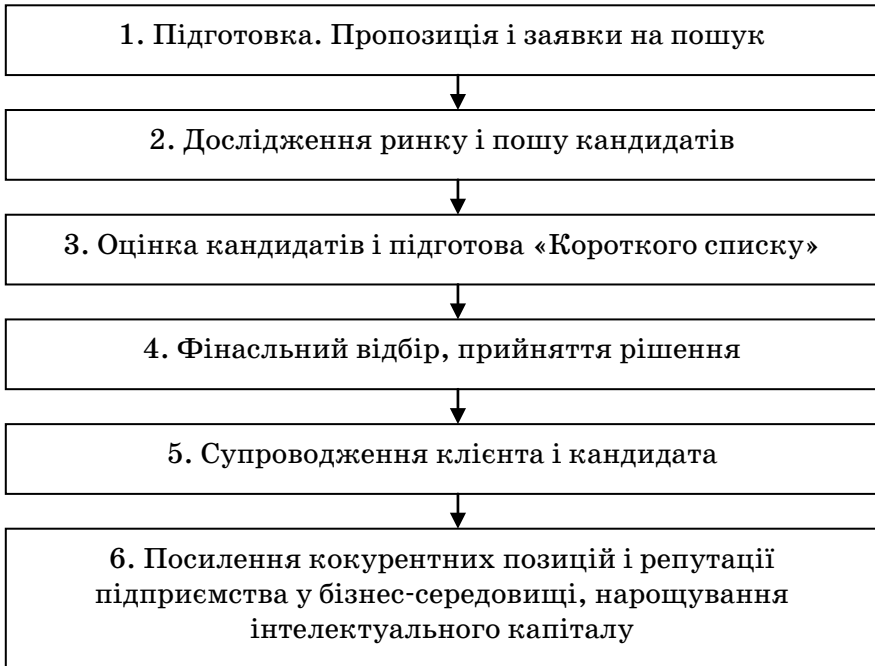 1. Підготовка. Пропозиція і заявки на пошук
2. Дослідження ринку і пошу кандидатів
3. Оцінка кандидатів і підготова «Короткого списку»
4. Фінасльний відбір, прийняття рішення
5. Супроводження клієнта і кандидата
6. Посилення кокурентних позицій і репутації
підприємства у бізнес-середовищі, нарощування
інтелектуального капіталу